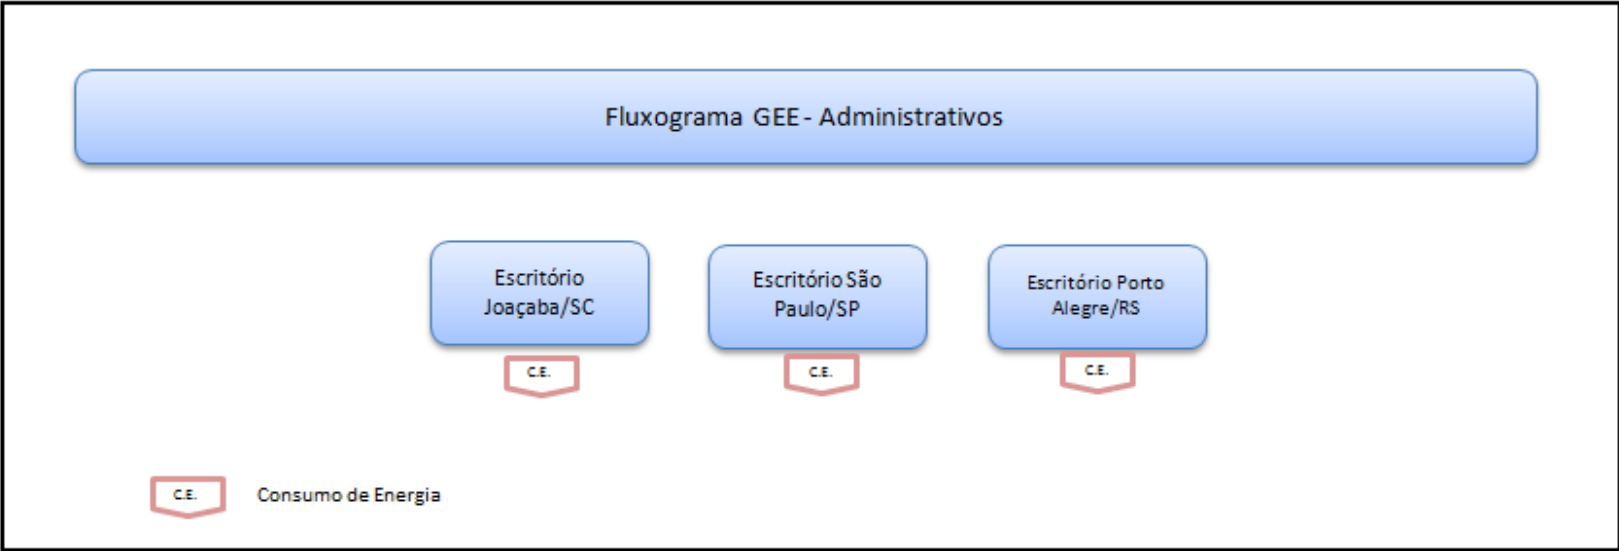 Fluxograma GEE - Administrativos
Escritório
Joaçaba/SC
Escritório São
Paulo/SP
Escritório Porto
Alegre/RS
C.E.
C.E.
C.E.
C.E.
Consumo de Energia